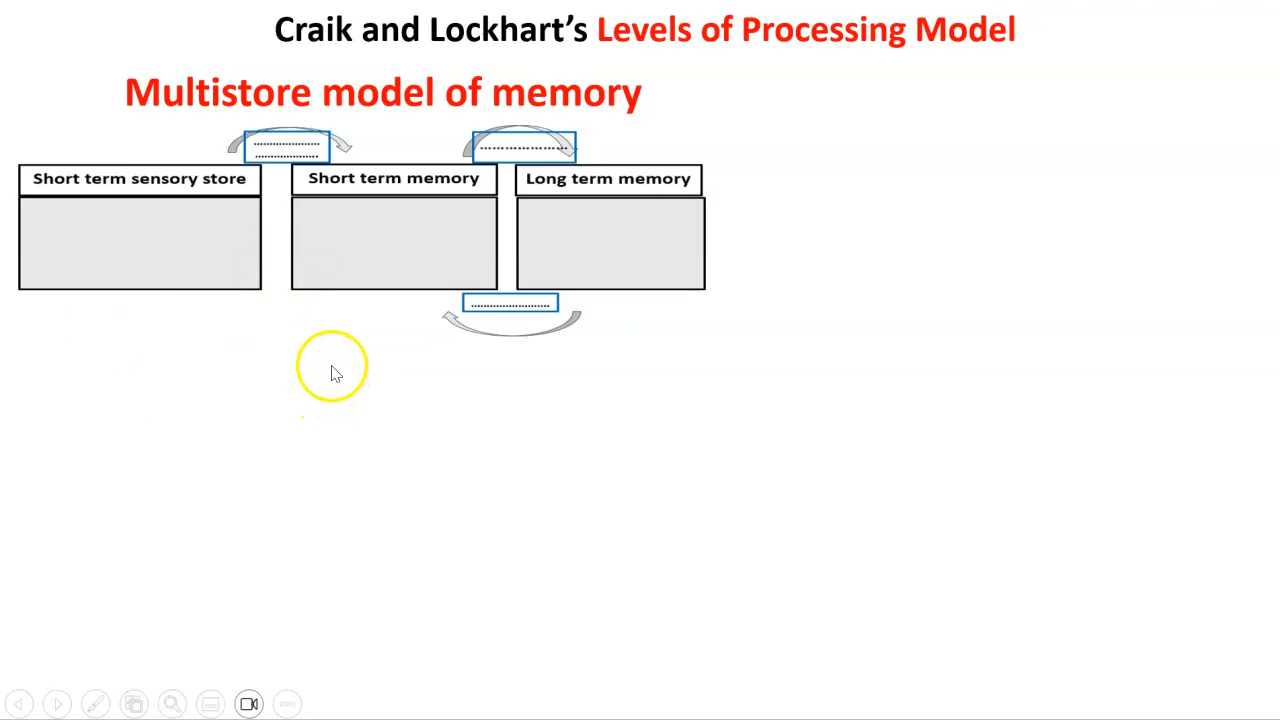 Craik and Lockhart’s Levels of Processing Model
Multistore model of memory
Short term sensory store
Short term memory
Long term memory